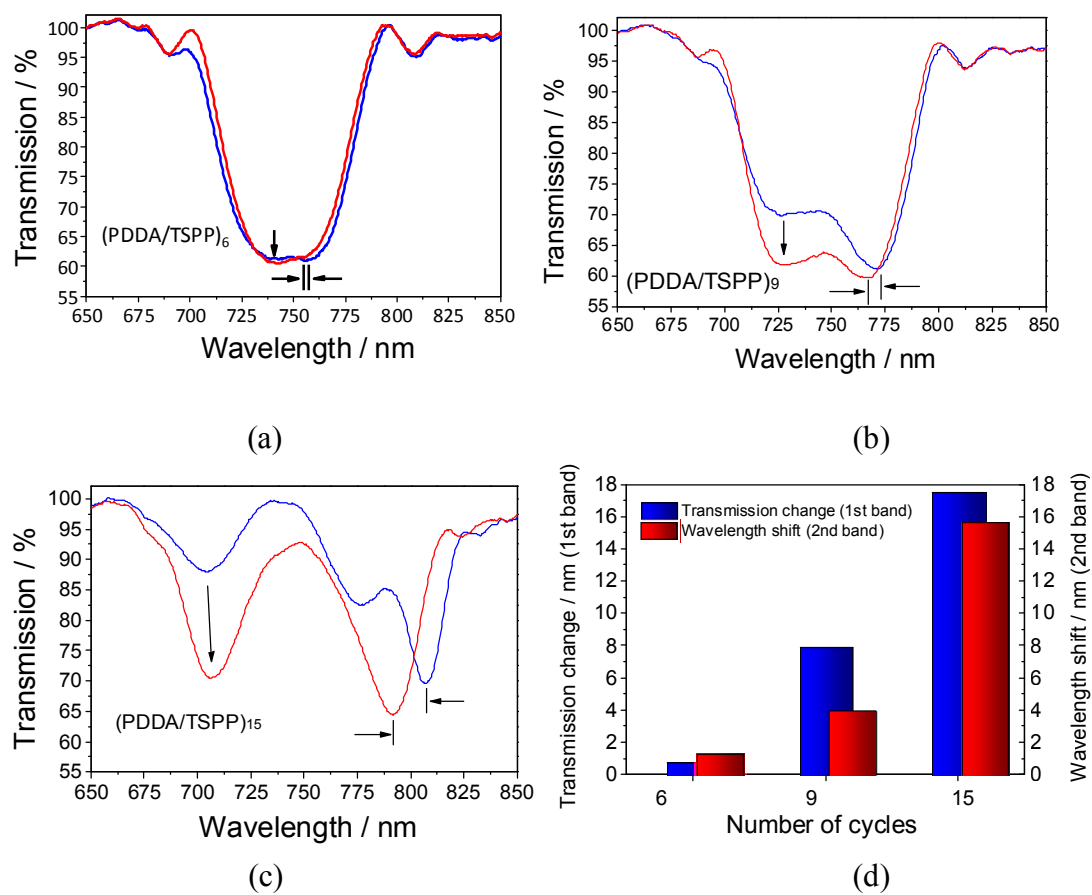 100
95
90
85
80
75
70
65
60
55
Transmission / %
(PDDA/TSPP)6
650 675 700 725 750 775 800 825 850
Wavelength / nm
(a)
100
95
90
85
80
75
70
65
60
55
Transmission / %
(PDDA/TSPP)9
650 675 700 725 750 775 800 825 850
Wavelength / nm
(b)
100
95
90
85
80
75
70
65
60
55
Transmission / %
(PDDA/TSPP)15
650 675 700 725 750 775 800 825 850
Wavelength / nm
(c)
Transmission change / nm (1st band)
18
16
14
12
10
8
6
4
2
0
Transmission change (1st band)
Wavelength shift (2nd band)
18
16
14
12
10
8
6
4
2
0
Wavelength shift / nm (2nd band)
6 9 15
Number of cycles
(d)